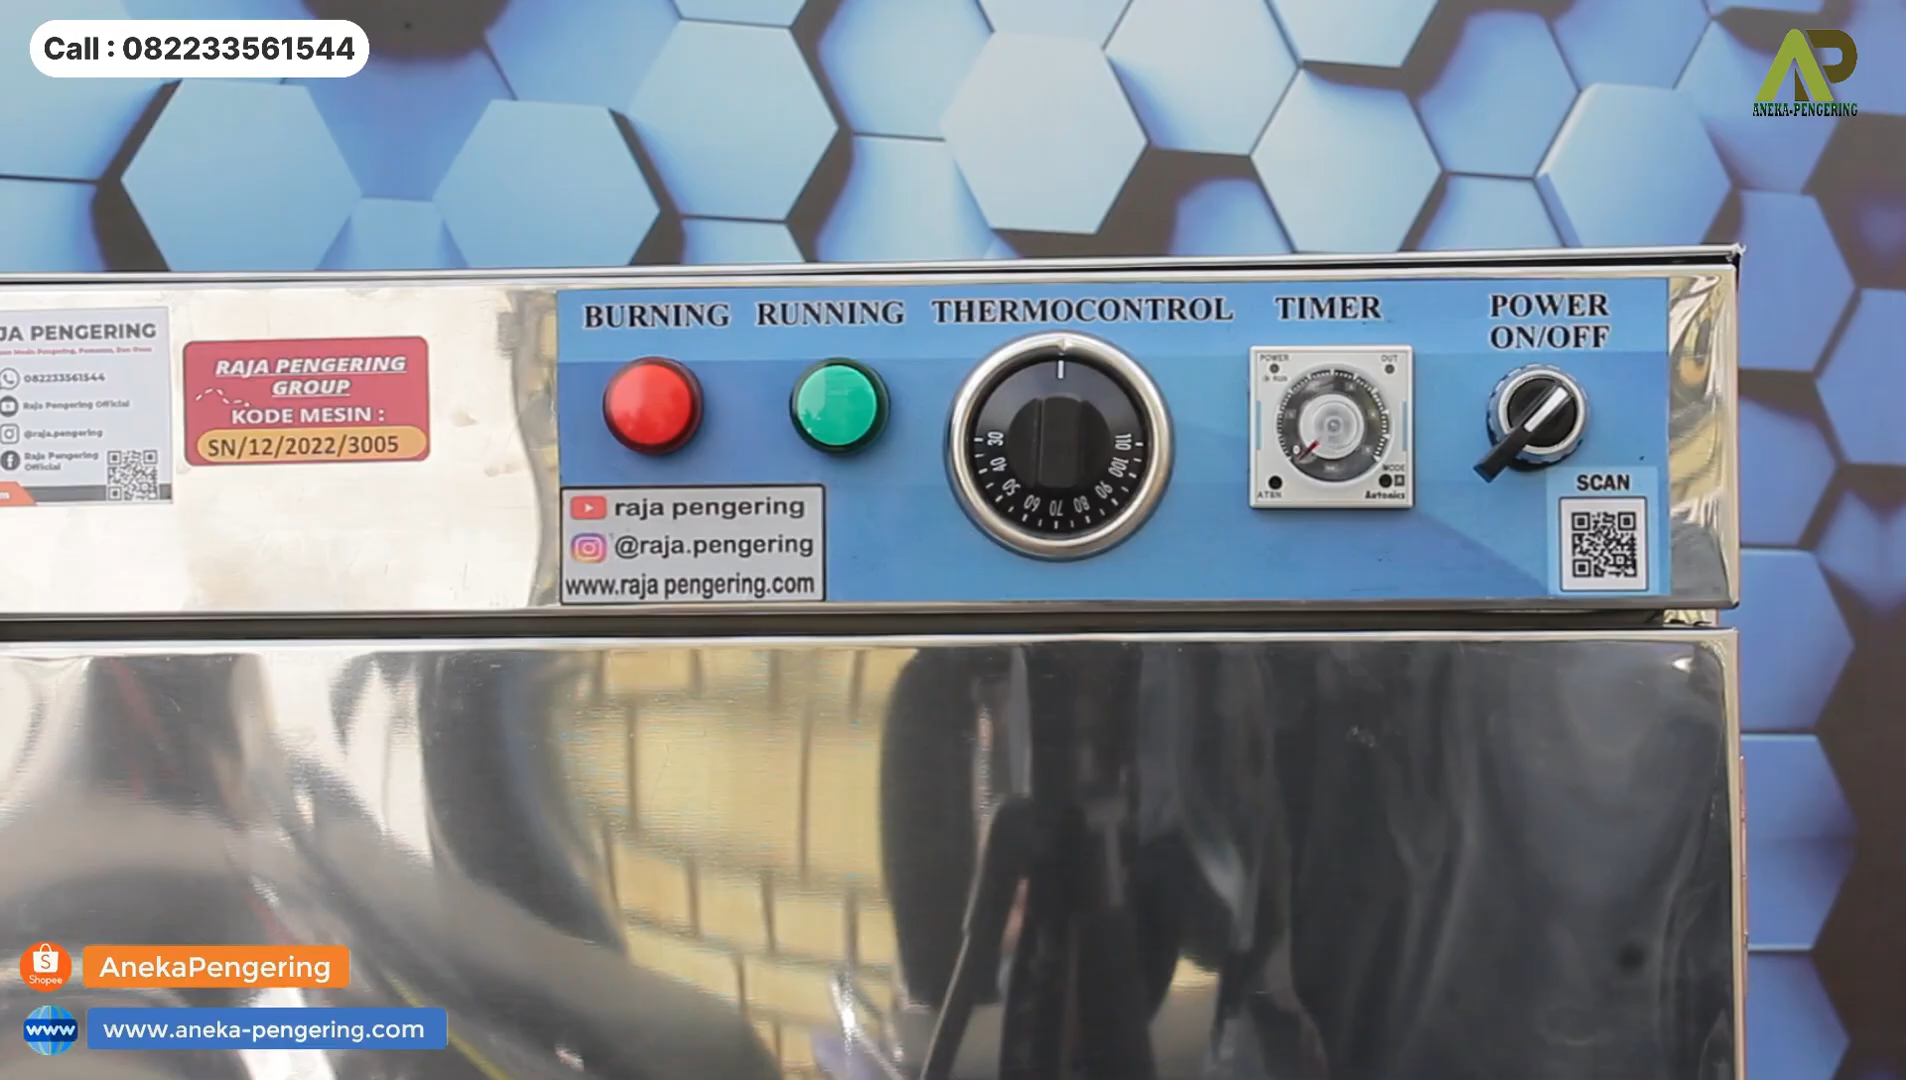 Call : 082233561544
ANEKA-PENGERING
JA PENGERING
082233561544
Raja Pengering Official
@raja.pengering
Raja Pengering
Official
RAJA PENGERING
GROUP
KODE MESIN :
SN/12/2022/3005
BURNING
RUNNING
THERMOCONTROL
TIMER
POWER
ON/OFF
30
40
50
60
70
80
90
100
110
POWER
OUT
MODE
AT8N
Autonics
SCAN
raja pengering
@raja.pengering
www.raja pengering.com
Shopee
AnekaPengering
www
www.aneka-pengering.com